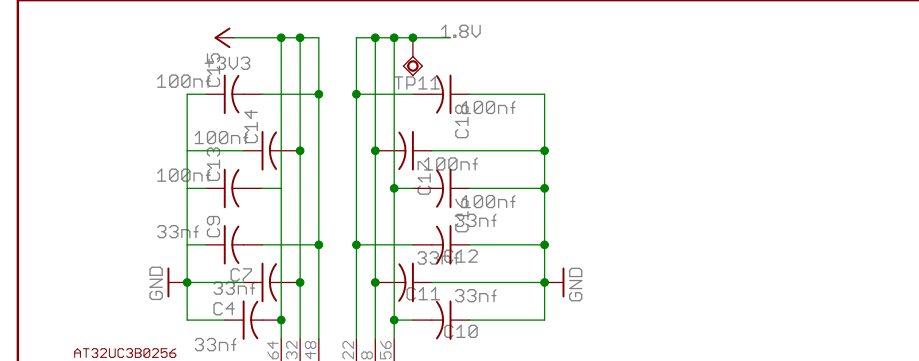 1.8V
+3V3
C15
100nf
TP11
C18
100nf
C14
100nf
C17
100nf
C13
100nf
C16
100nf
C9
33nf
33nf
C12
C7
33nf
33nf
C11
33nf
C4
33nf
C10
GND
GND
64
32
48
22
8
56
AT32UC3B0256